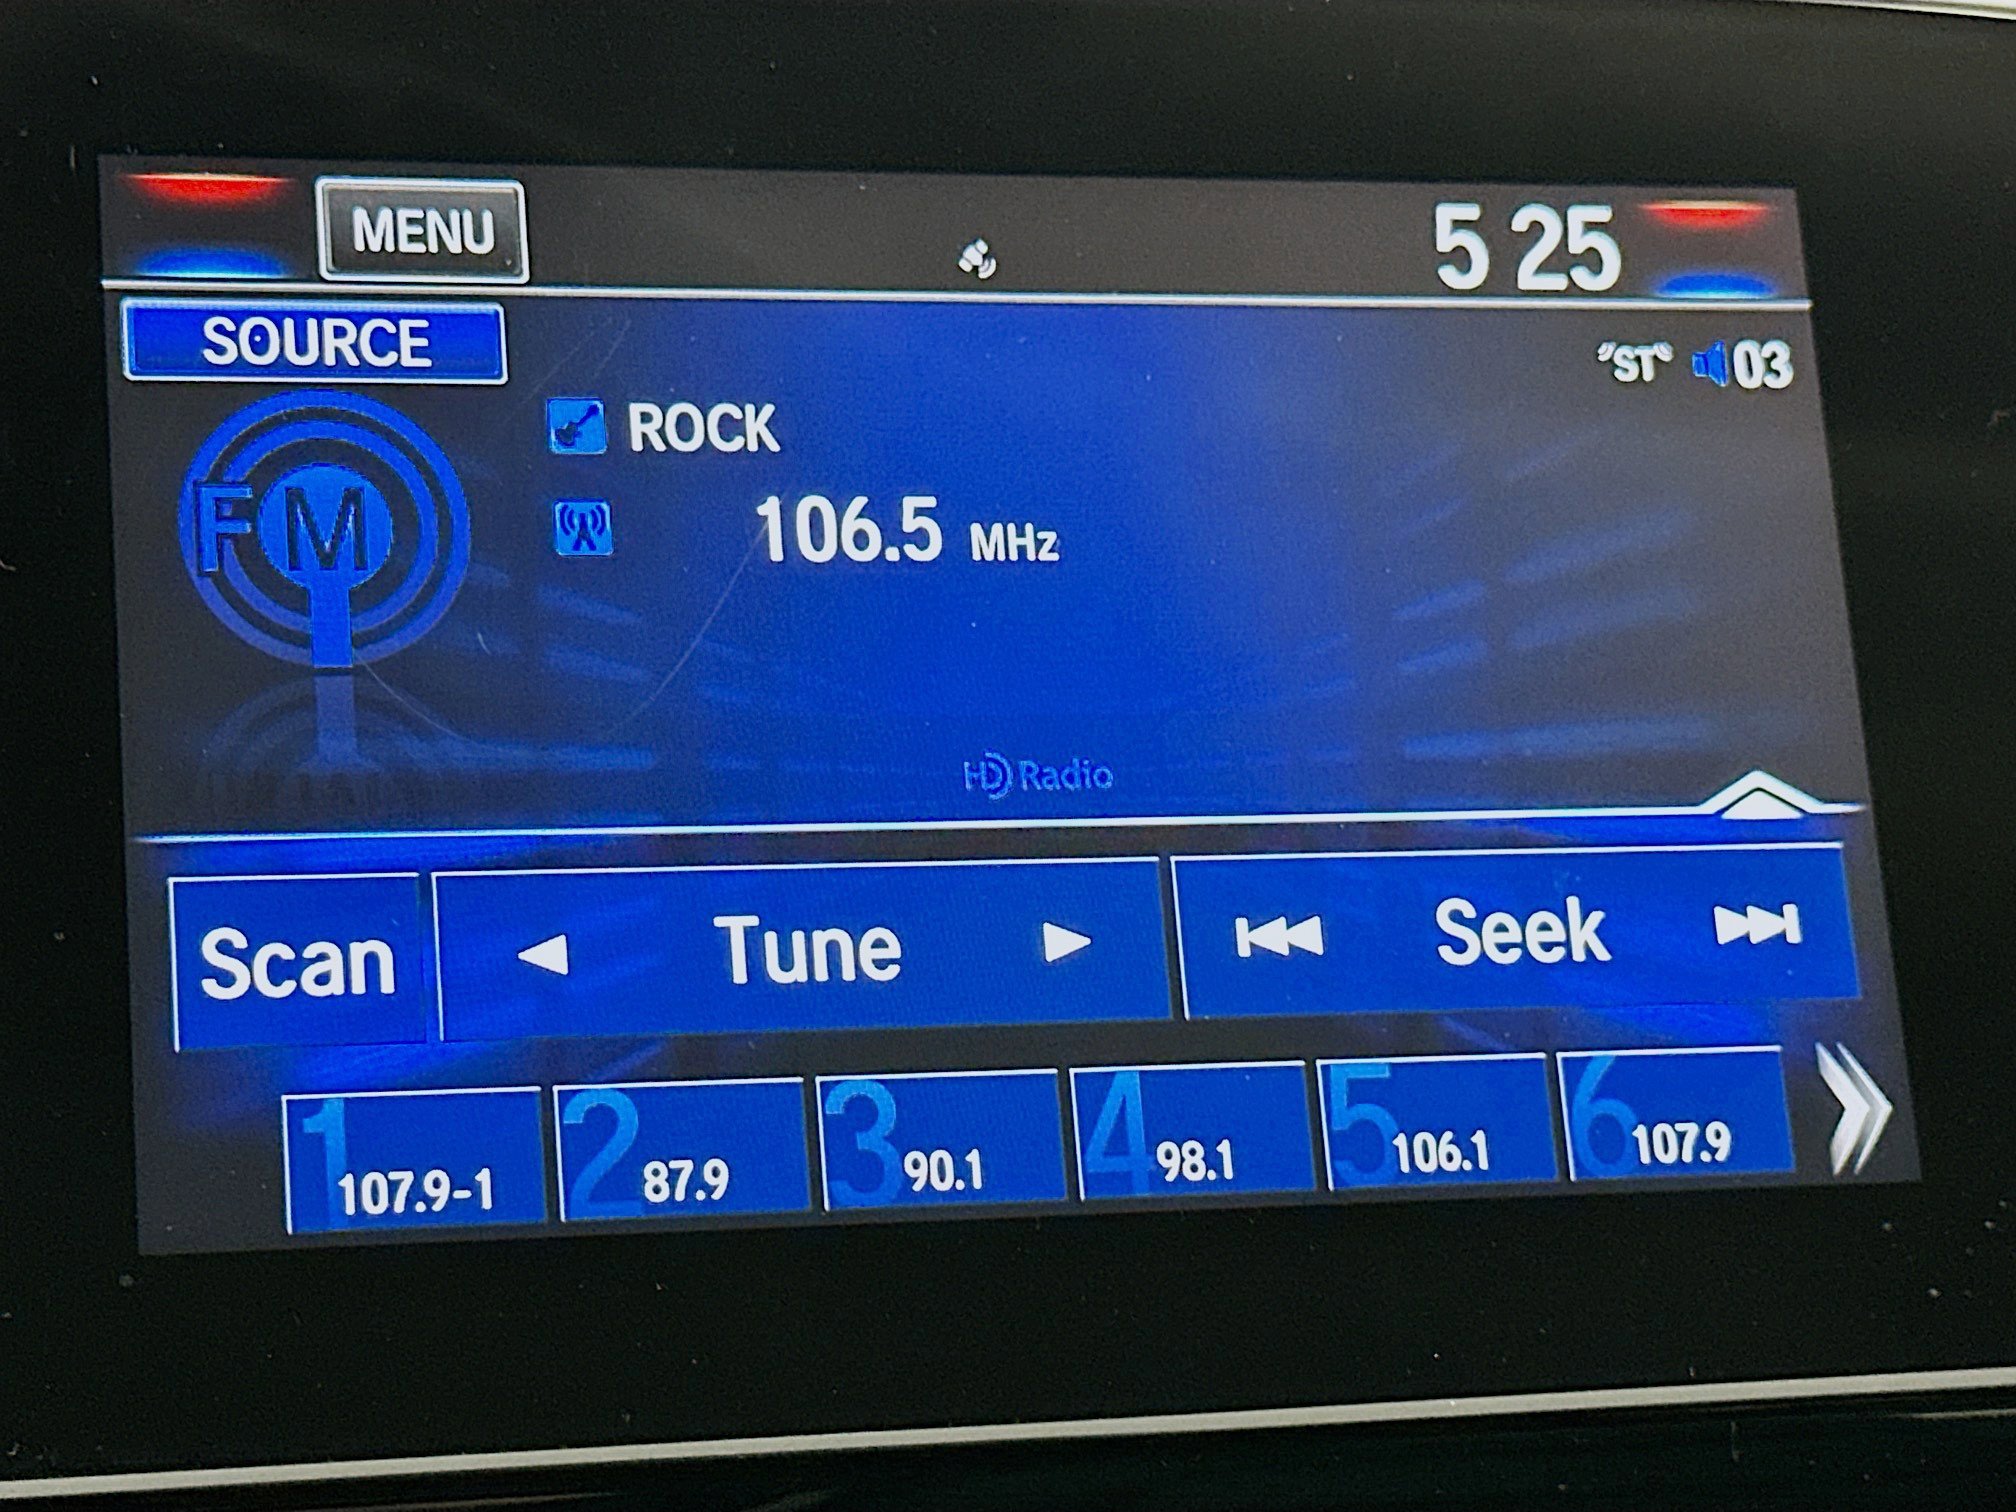 MENU
5 25
SOURCE
"ST" 03
FM
ROCK
106.5 MHz
HD Radio
Scan
Tune
Seek
1 107.9-1
2 87.9
3 90.1
4 98.1
5 106.1
6 107.9